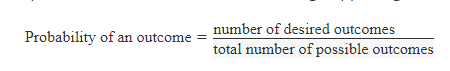 Probability of an outcome = number of desired outcomes
total number of possible outcomes